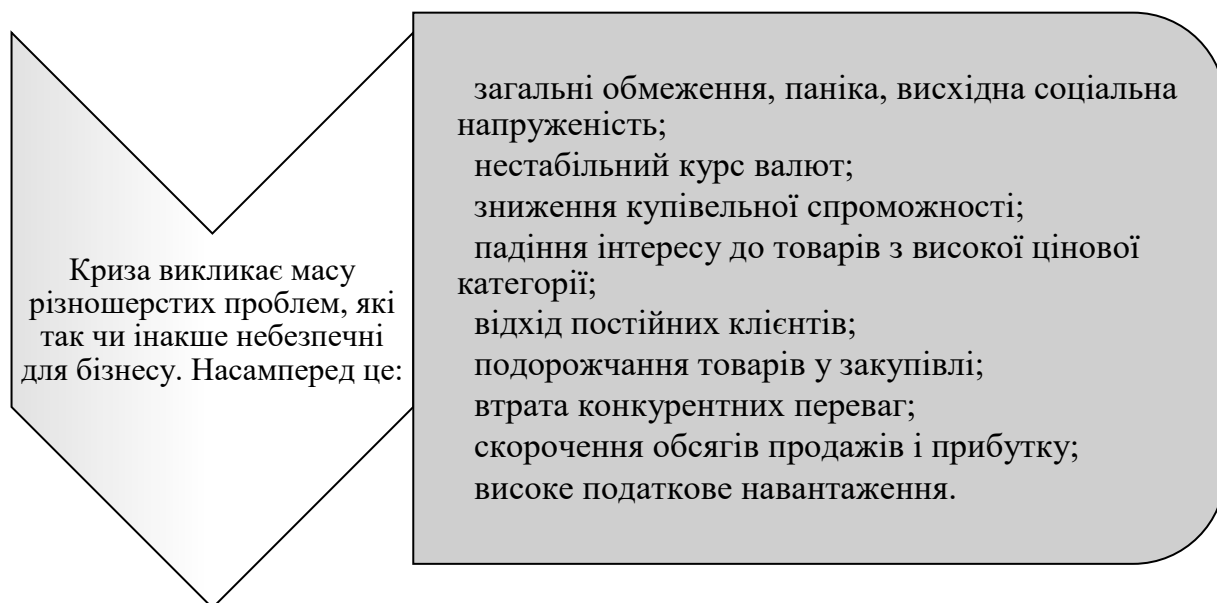 Криза викликає масу
різношерстих проблем, які
так чи інакше небезпечні
для бізнесу. Насамперед це:
загальні обмеження, паніка, висхідна соціальна
напруженість;
нестабільний курс валют;
зниження купівельної спроможності;
падіння інтересу до товарів з високої цінової
категорії;
відхід постійних клієнтів;
подорожчання товарів у закупівлі;
втрата конкурентних переваг;
скорочення обсягів продажів і прибутку;
високе податкове навантаження.